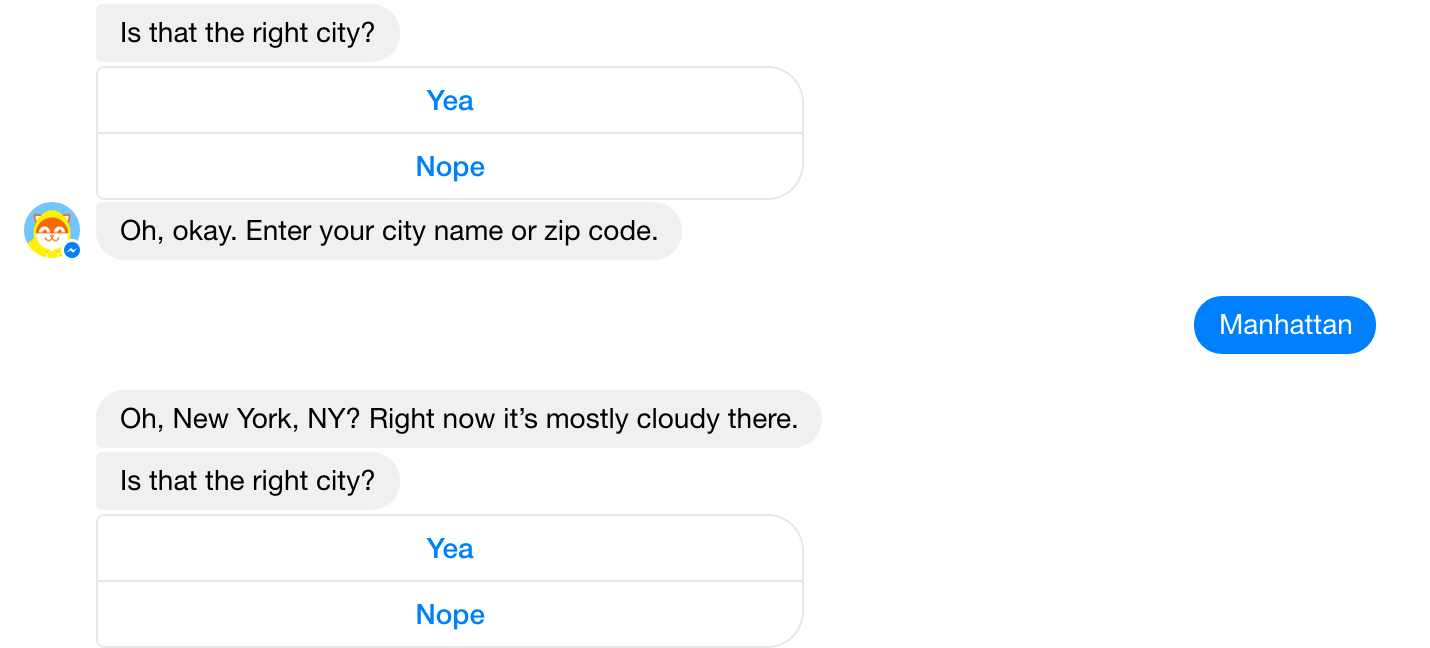 Is that the right city?
Yea
Nope
Oh, okay. Enter your city name or zip code.
Manhattan
Oh, New York, NY? Right now it’s mostly cloudy there.
Is that the right city?
Yea
Nope